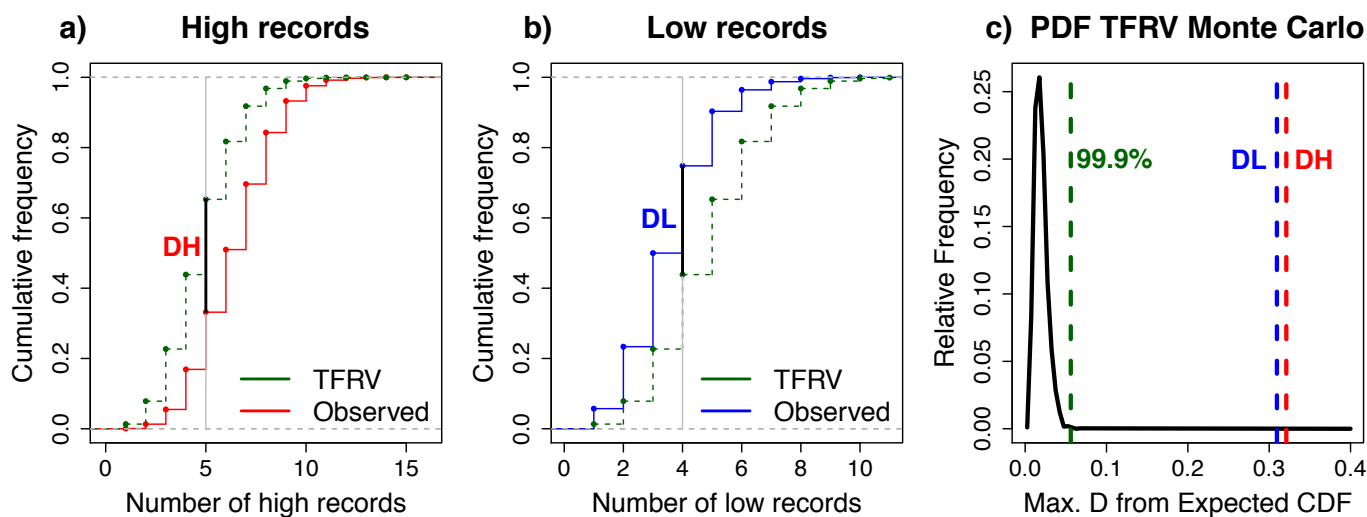 a) High records
Cumulative frequency
0.0 0.2 0.4 0.6 0.8 1.0
DH
TFRV
Observed
0 5 10 15
Number of high records
b) Low records
Cumulative frequency
0.0 0.2 0.4 0.6 0.8 1.0
DL
TFRV
Observed
0 2 4 6 8 10
Number of low records
c) PDF TFRV Monte Carlo
Relative Frequency
0.00 0.05 0.10 0.15 0.20 0.25
99.9%
DL DH
0.0 0.1 0.2 0.3 0.4
Max. D from Expected CDF